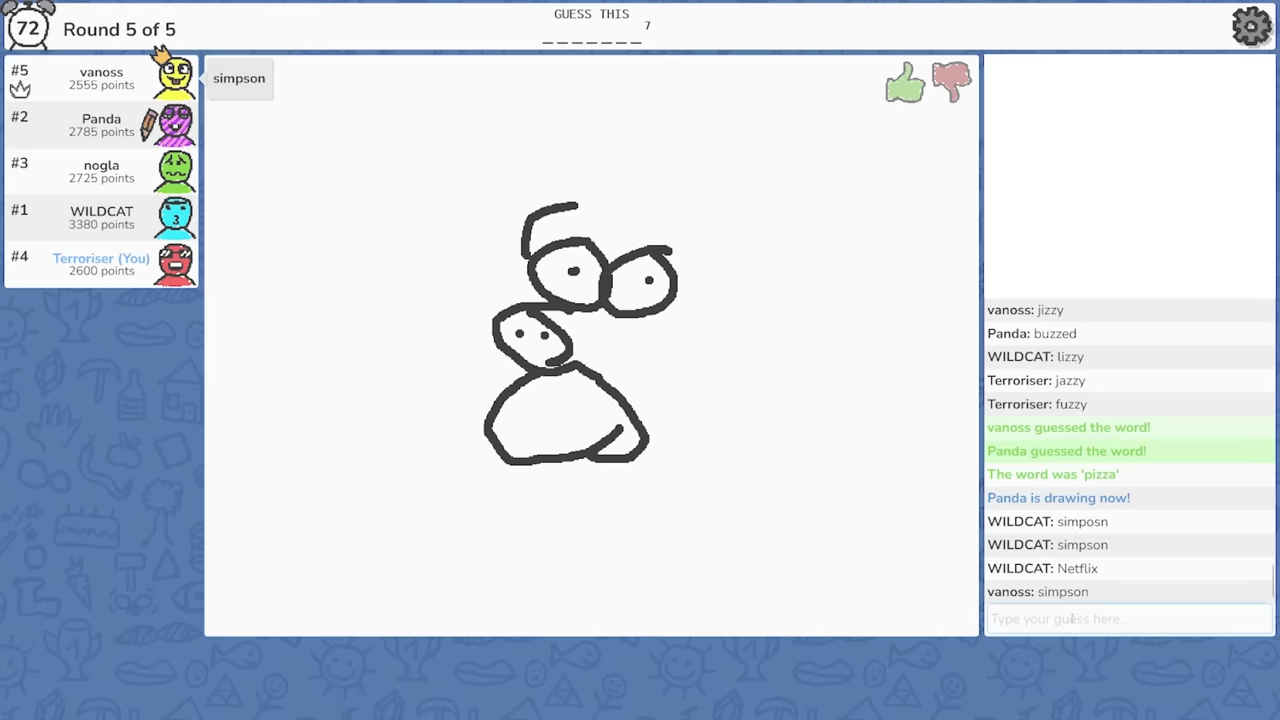 72
Round 5 of 5
GUESS THIS
_______ 7
#5
vanoss
2555 points
simpson
#2
Panda
2785 points
#3
nogla
2725 points
#1
WILDCAT
3380 points
#4
Terroriser (You)
2600 points
vanoss: jizzy
Panda: buzzed
WILDCAT: lizzy
Terroriser: jazzy
Terroriser: fuzzy
vanoss guessed the word!
Panda guessed the word!
The word was 'pizza'
Panda is drawing now!
WILDCAT: simposn
WILDCAT: simpson
WILDCAT: Netflix
vanoss: simpson
Type your guess here...